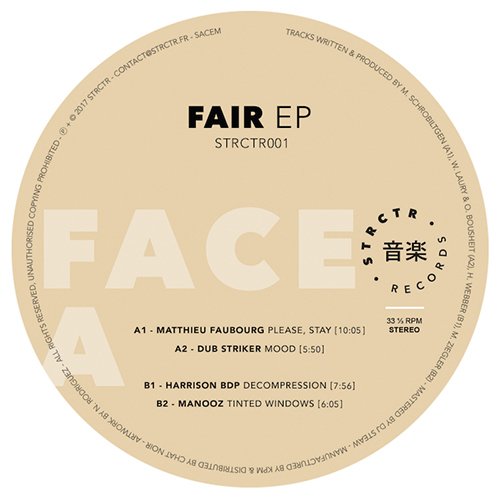 FAIR EP
STRCTR001
FACE
A
• STRCTR •
音楽
RECORDS
33 ⅓ RPM
STEREO
A1 - MATTHIEU FAUBOURG PLEASE, STAY [10:05]
A2 - DUB STRIKER MOOD [5:50]
B1 - HARRISON BDP DECOMPRESSION [7:56]
B2 - MANOOZ TINTED WINDOWS [6:05]
TRACKS WRITTEN & PRODUCED BY M. SCHROBILTGEN (A1), W. LAURY & O. BOUSHEIT (A2), H. WEBBER (B1), M. ZIEGLER (B2) - MASTERED BY DJ STEAW - MANUFACTURED BY KPM & DISTRIBUTED BY CHAT NOIR - ARTWORK BY N. RODRIGUEZ - ALL RIGHTS RESERVED, UNAUTHORISED COPYING PROHIBITED - ℗ + © 2017 STRCTR - CONTACT@STRCTR.FR - SACEM